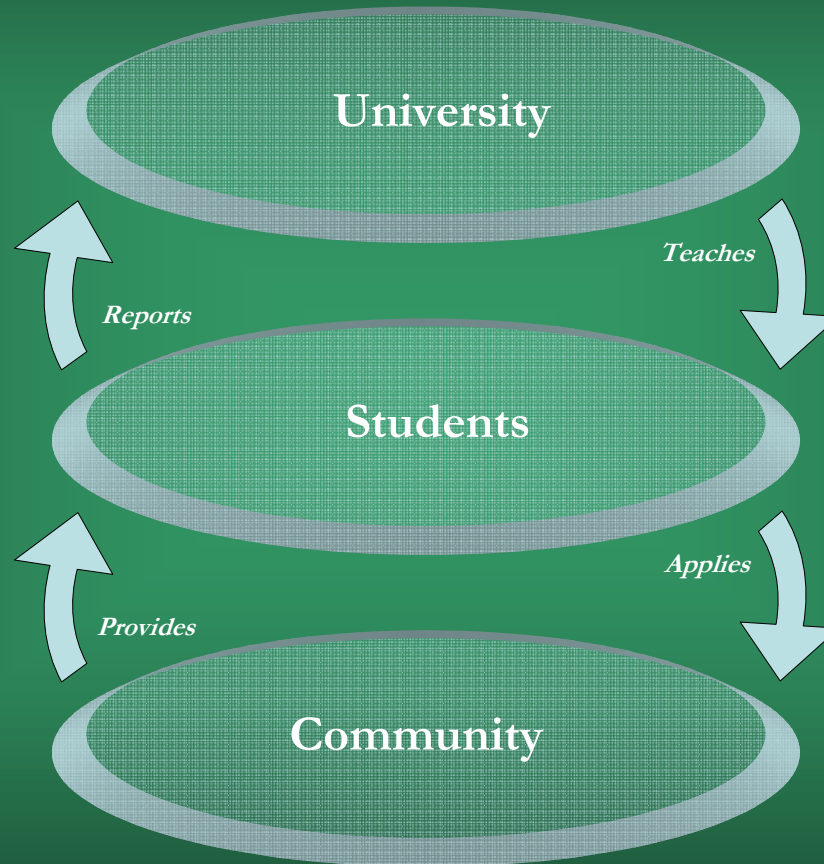 University
Teaches
Reports
Students
Applies
Provides
Community